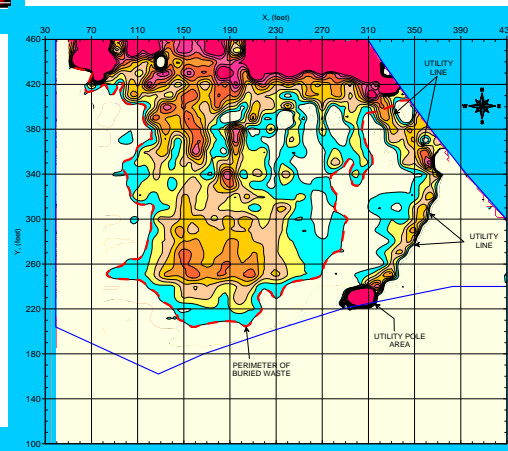 X, (feet)
30 70 110 150 190 230 270 310 350 390
460
420
380
340
300
260
220
180
140
100
Y, (feet)
UTILITY
LINE
UTILITY
LINE
UTILITY POLE
AREA
PERIMETER OF
BURIED WASTE